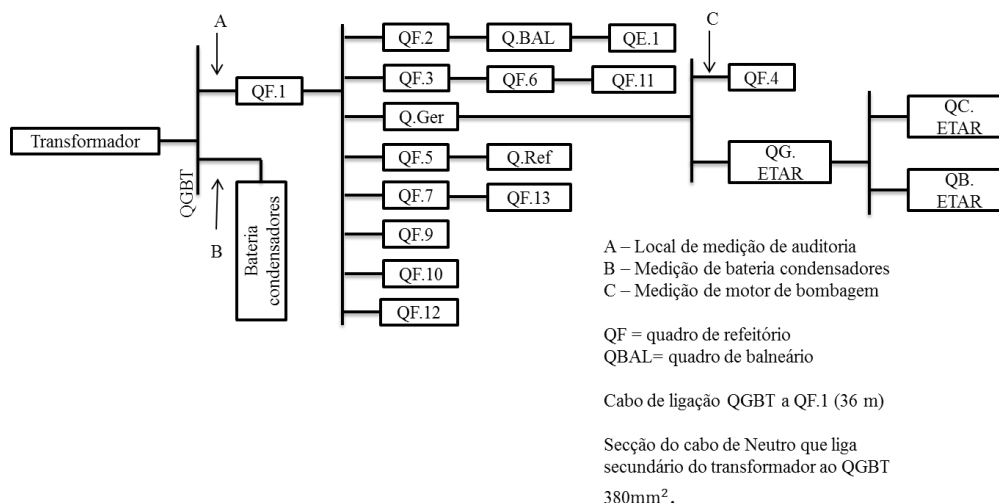 A
C
QF.2
Q.BAL
QE.1
QF.1
QF.3
QF.6
QF.11
QF.4
Q.Ger
Transformador
QC.
ETAR
QF.5
Q.Ref
QG.
ETAR
QGBT
Bateria
condensadores
QF.7
QF.13
QB.
ETAR
B
QF.9
QF.10
QF.12
A – Local de medição de auditoria
B – Medição de bateria condensadores
C – Medição de motor de bombagem
QF = quadro de refeitório
QBAL= quadro de balneário
Cabo de ligação QGBT a QF.1 (36 m)
Secção do cabo de Neutro que liga
secundário do transformador ao QGBT
380mm².